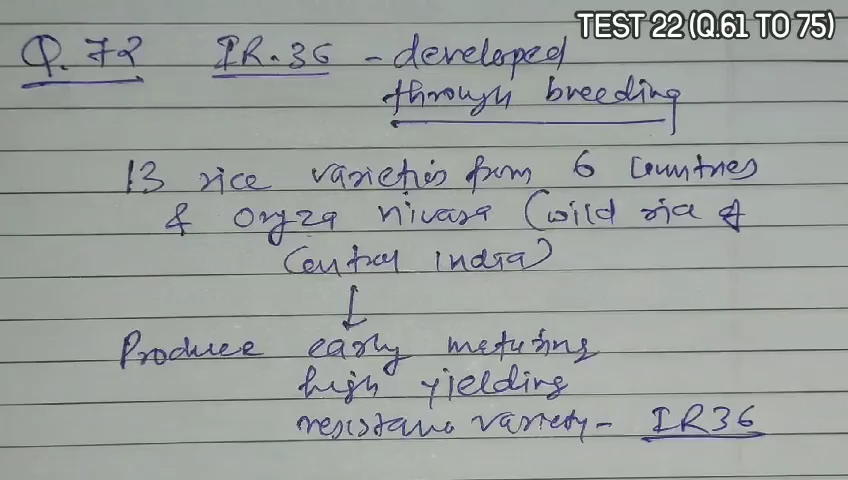 TEST 22 (Q.61 TO 75)
Q.72 IR.36 - developed
through breeding
13 rice varieties from 6 Countries
& Oryza nivara (wild rice of
Central India)
↓
Produce early maturing
high yielding
resistance variety - IR36